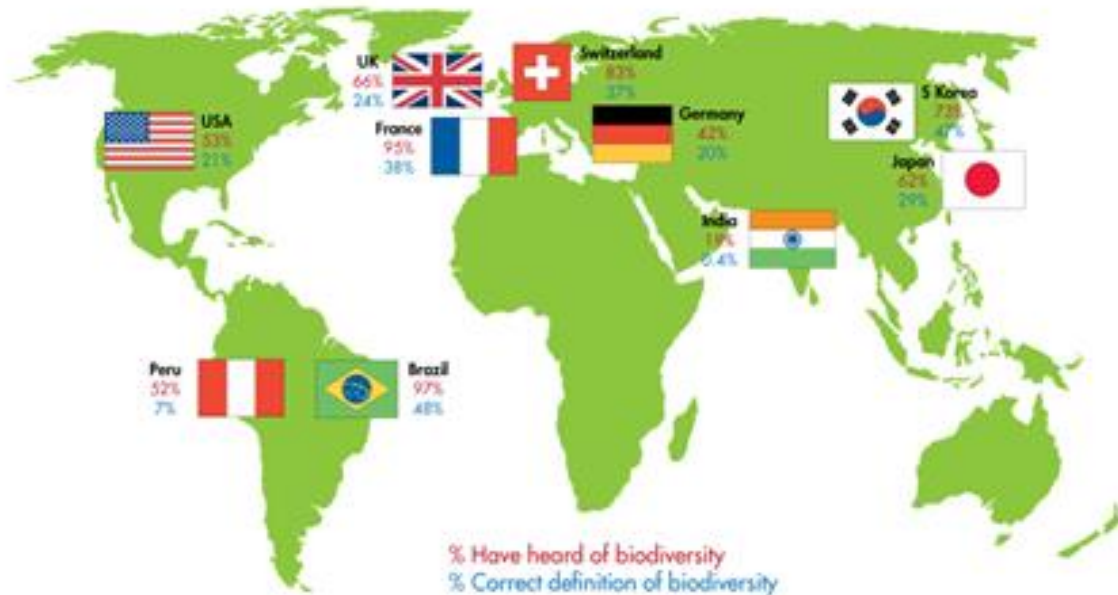 UK
66%
24%
Switzerland
83%
37%
USA
53%
21%
France
95%
38%
Germany
42%
20%
S Korea
73%
Japan
62%
29%
India
19%
0.4%
Peru
52%
7%
Brazil
97%
48%
% Have heard of biodiversity
% Correct definition of biodiversity